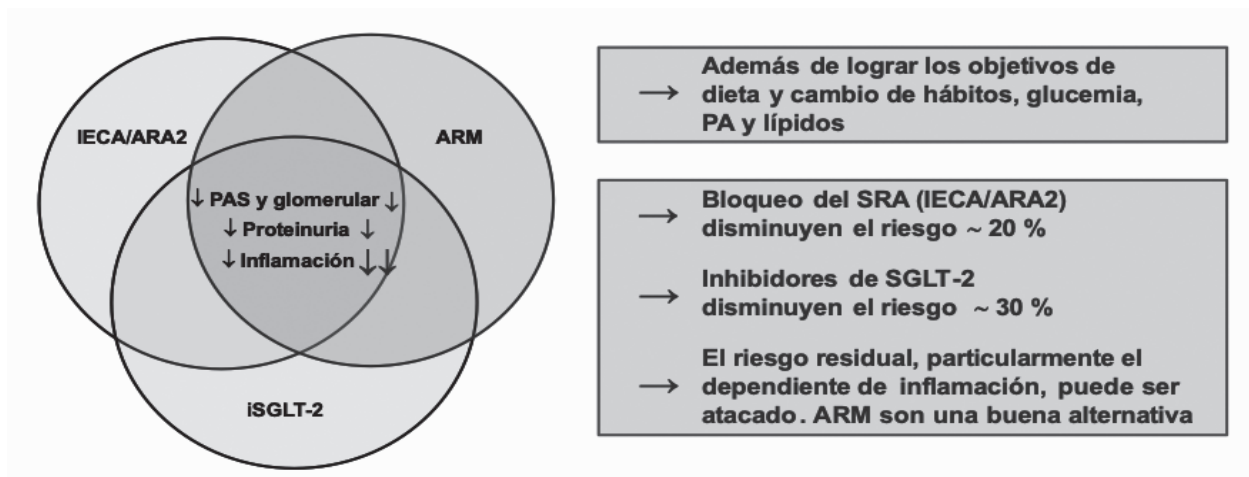 IECA/ARA2
ARM
↓ PAS y glomerular ↓
↓ Proteinuria ↓
↓ Inflamación ↓↓
iSGLT-2
→ Además de lograr los objetivos de
dieta y cambio de hábitos, glucemia,
PA y lípidos
→ Bloqueo del SRA (IECA/ARA2)
disminuyen el riesgo ~ 20 %
→ Inhibidores de SGLT-2
disminuyen el riesgo ~ 30 %
El riesgo residual, particularmente el
→ dependiente de inflamación, puede ser
atacado. ARM son una buena alternativa